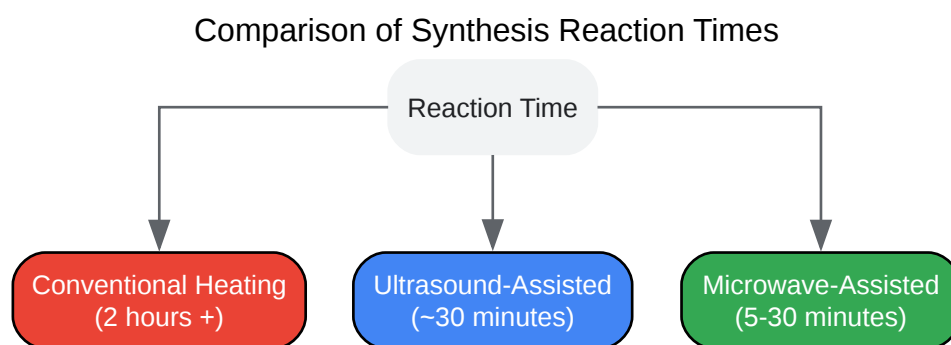 Comparison of Synthesis Reaction Times
Reaction Time
Conventional Heating
(2 hours +)
Ultrasound-Assisted
(~30 minutes)
Microwave-Assisted
(5-30 minutes)